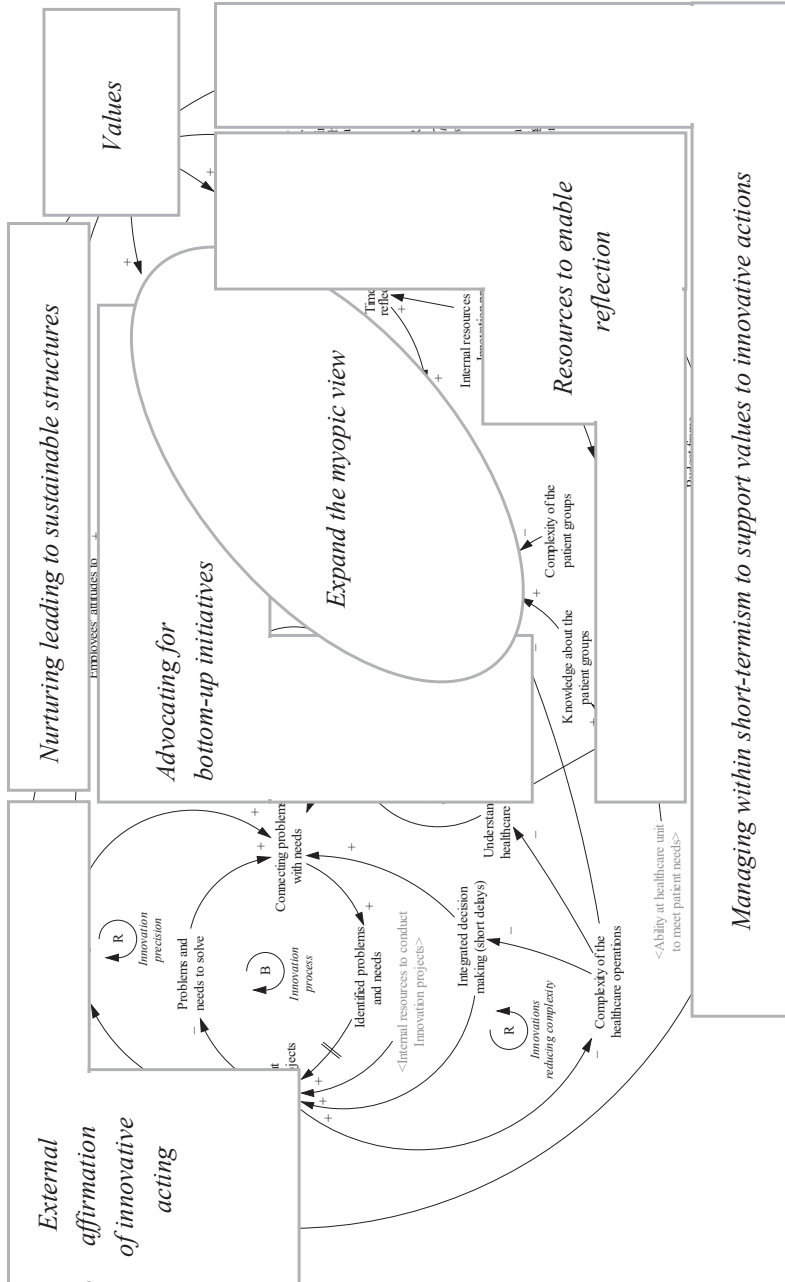 Values
Nurturing leading to sustainable structures
External
affirmation
of innovative
acting
Employees' attitudes to
Advocating for
bottom-up initiatives
Expand the myopic view
Resources to enable
reflection
Managing within short-termism to support values to innovative actions
Internal resources
Complexity of the
patient groups
Knowledge about the
patient groups
R
Innovation
precision
Problems and
needs to solve
B
Innovation
process
Connecting problems
with needs
Identified problems
and needs
<Internal resources to conduct
Innovation projects>
Integrated decision
making (short delays)
R
Innovations
reducing complexity
healthcare
Complexity of the
healthcare operations
<Ability at healthcare unit
to meet patient needs>